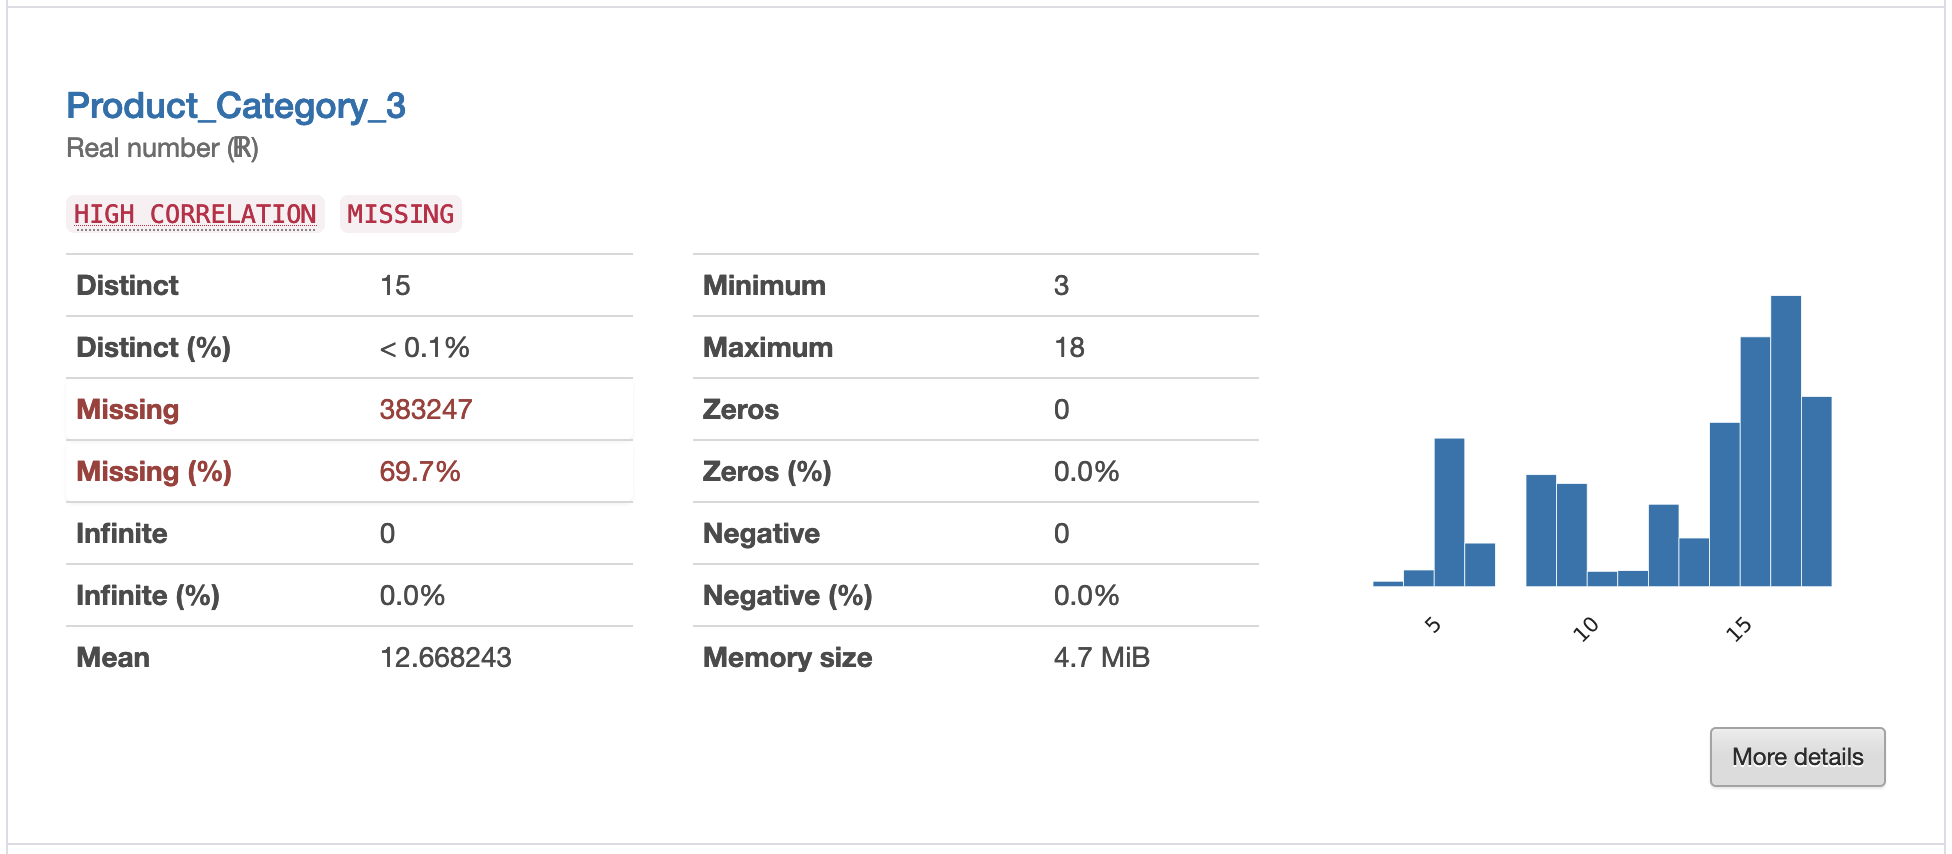 Product_Category_3
Real number (ℝ)
HIGH CORRELATION MISSING
Distinct 15
Distinct (%) < 0.1%
Missing 383247
Missing (%) 69.7%
Infinite 0
Infinite (%) 0.0%
Mean 12.668243
Minimum 3
Maximum 18
Zeros 0
Zeros (%) 0.0%
Negative 0
Negative (%) 0.0%
Memory size 4.7 MiB
5 10 15
More details